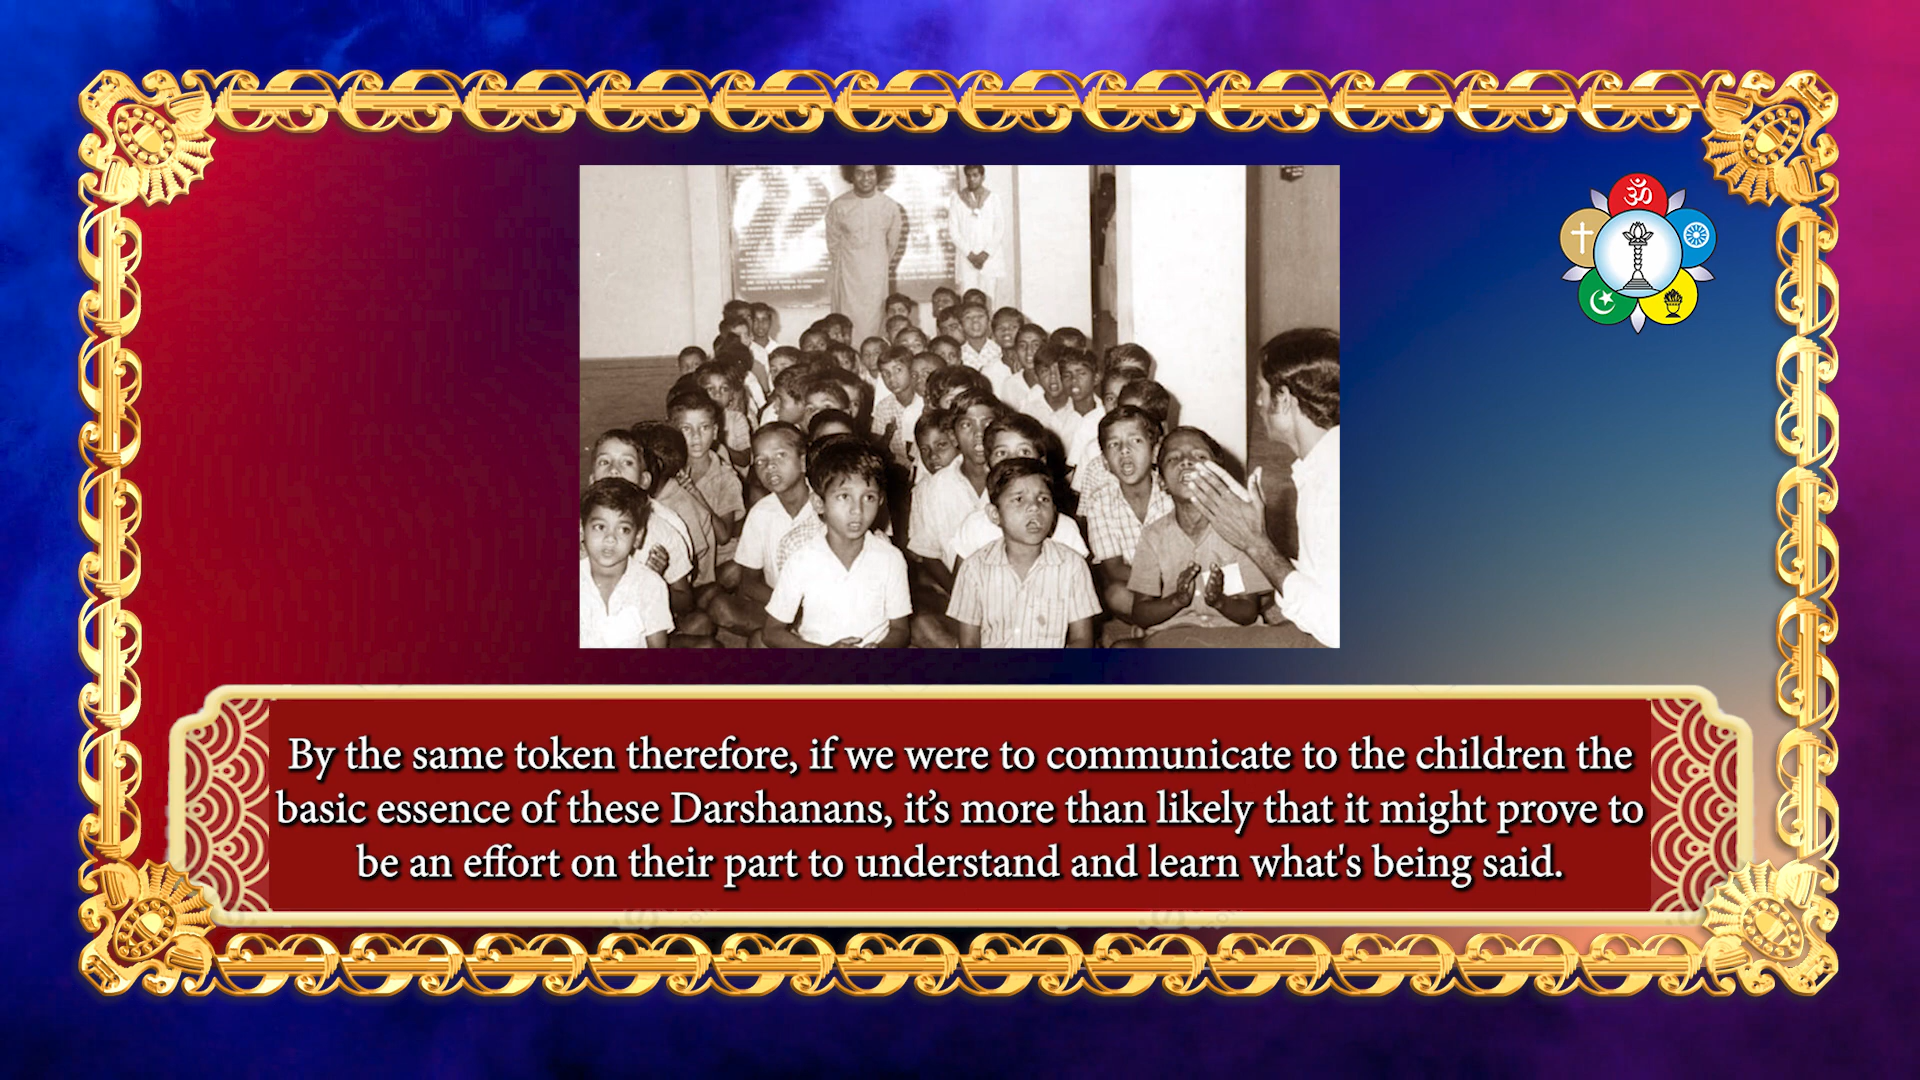 ॐ
By the same token therefore, if we were to communicate to the children the
basic essence of these Darshanans, it’s more than likely that it might prove to
be an effort on their part to understand and learn what's being said.